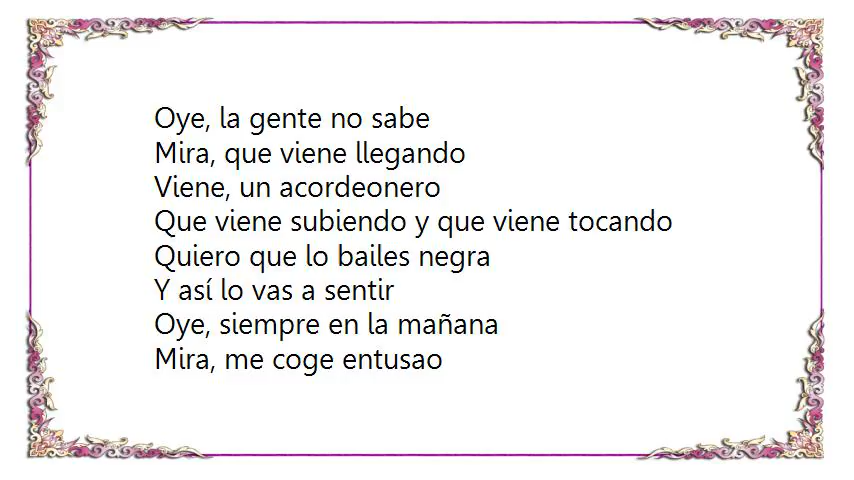 Oye, la gente no sabe
Mira, que viene llegando
Viene, un acordeonero
Que viene subiendo y que viene tocando
Quiero que lo bailes negra
Y así lo vas a sentir
Oye, siempre en la mañana
Mira, me coge entusao